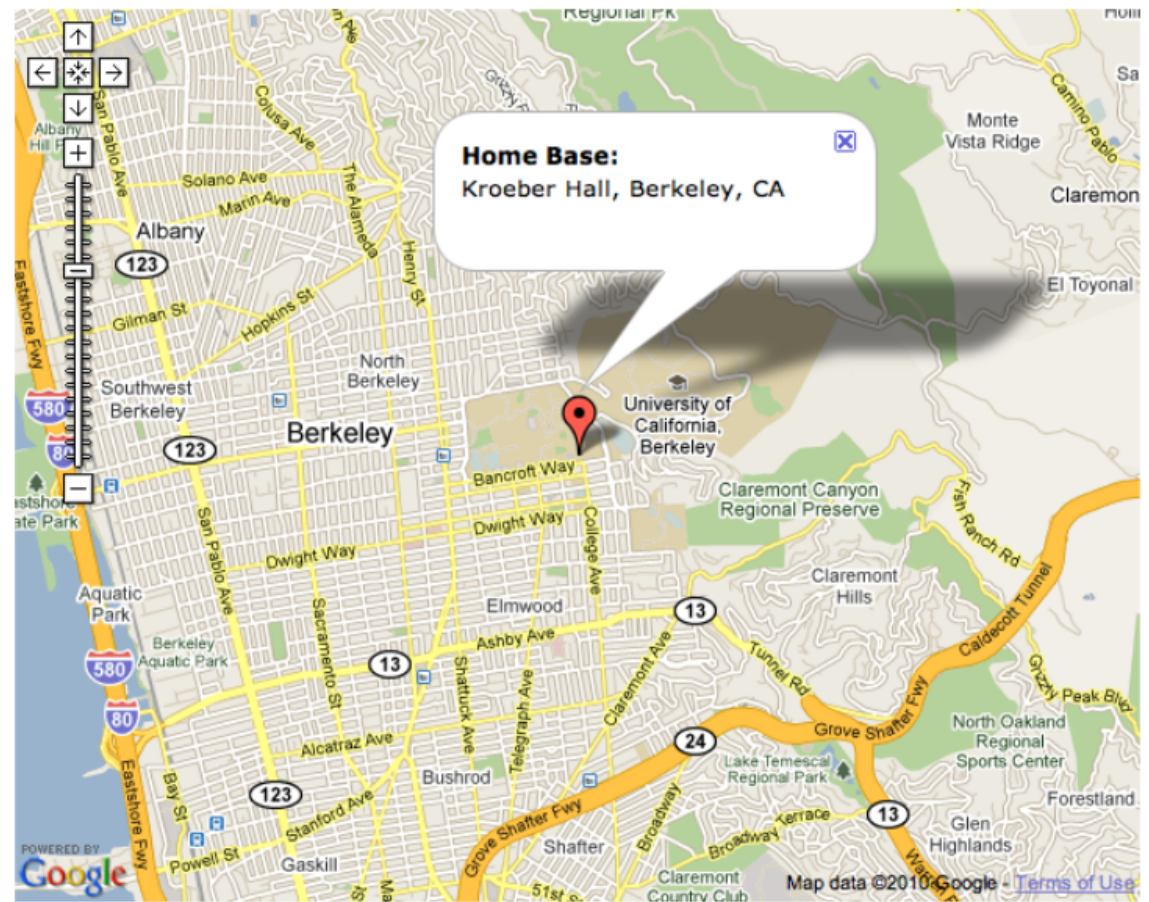 Regional Pk
San Pablo Ave
Colusa Ave
Grizzly
Camino Pablo
Albany
Monte
Vista Ridge
Home Base:
Kroeber Hall, Berkeley, CA
Solano Ave
Marin Ave
The Alameda
Albany
123
Henry St
El Toyonal
Eastshore Fwy
Gilman St
Hopkins St
North
Berkeley
Southwest
Berkeley
580
80
University of
California,
Berkeley
Berkeley
123
Bancroft Way
Claremont Canyon
Regional Preserve
Fish Ranch Rd
San Pablo Ave
Dwight Way
College Ave
Dwight Way
Aquatic
Park
Claremont
Hills
Elmwood
Sacramento St
13
Ashby Ave
Caldecott Tunnel
Berkeley
Aquatic Park
580
13
Shattuck Ave
Telegraph Ave
Claremont Ave
Tunnel Rd
Grizzly Peak Blvd
80
Alcatraz Ave
24
Grove Shafter Fwy
North Oakland
Regional
Sports Center
Lake Temescal
Regional Park
Bushrod
Eastshore Fwy
Bay St
123
Stanford Ave
Grove Shafter Fwy
Broadway
Broadway Terrace
13
Forestland
Glen
Highlands
Shafter
Powell St
Gaskill
51st S
Claremont
Country Club
POWERED BY
Google
Map data ©2010 Google - Terms of Use